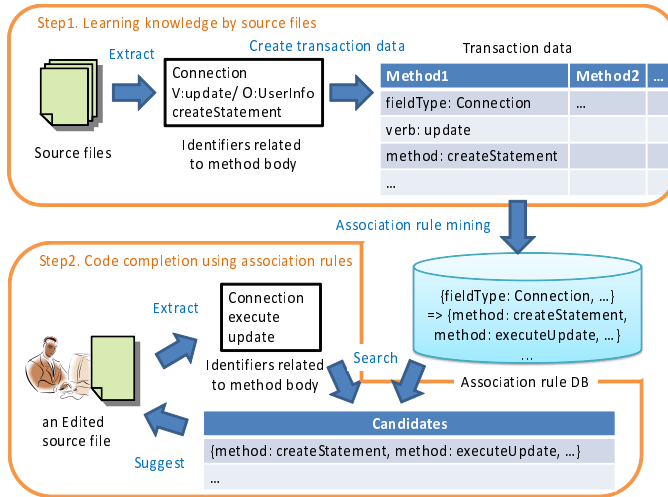 Step1. Learning knowledge by source files
Extract
Create transaction data
Transaction data
Connection
V:update/ O:UserInfo
createStatement
Method1 Method2 ...
fieldType: Connection ...
verb: update
method: createStatement
...
Source files
Identifiers related
to method body
Association rule mining
Step2. Code completion using association rules
Extract
Connection
execute
update
{fieldType: Connection, ...}
=> {method: createStatement,
method: executeUpdate, ...}
...
Identifiers related
to method body
Search
Association rule DB
an Edited
source file
Suggest
Candidates
{method: createStatement, method: executeUpdate, ...}
...